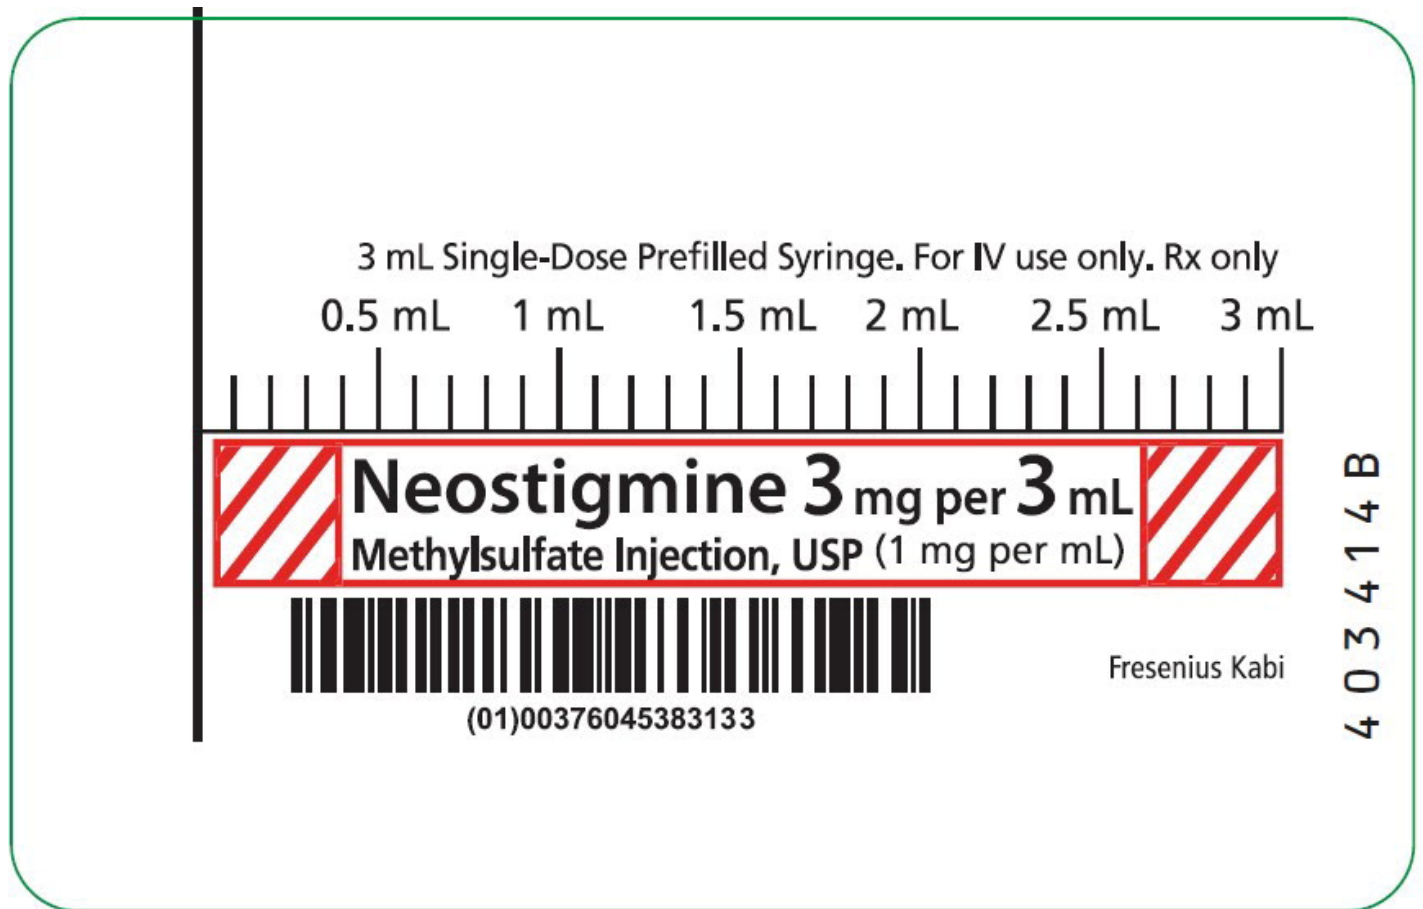 3 mL Single-Dose Prefilled Syringe. For IV use only. Rx only
0.5 mL 1 mL 1.5 mL 2 mL 2.5 mL 3 mL
Neostigmine 3 mg per 3 mL
Methylsulfate Injection, USP (1 mg per mL)
(01)00376045383133
Fresenius Kabi
403414B